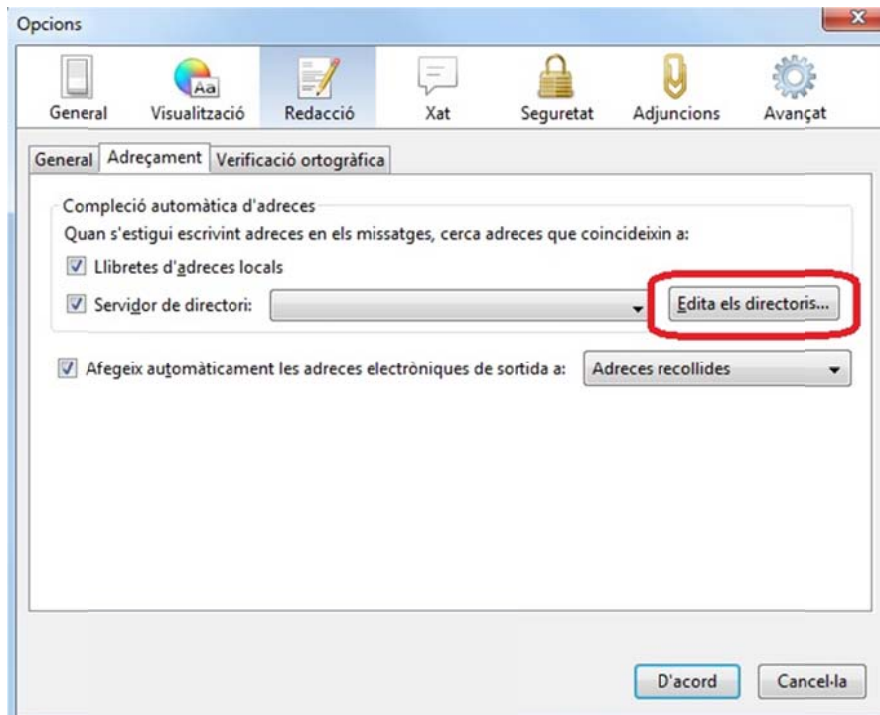 Opcions
General Visualització Redacció Xat Seguretat Adjuncions Avançat
General Adreçament Verificació ortogràfica
Compleció automàtica d'adreces
Quan s'estigui escrivint adreces en els missatges, cerca adreces que coincideixin a:
Llibretes d'adreces locals
Servidor de directori: Edita els directoris...
Afegeix automàticament les adreces electròniques de sortida a: Adreces recollides
D'acord Cancel·la